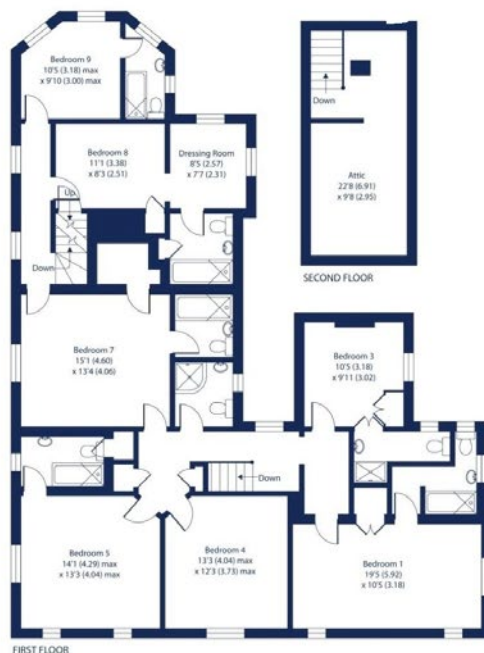 Bedroom 9
10'5 (3.18) max
x 9'10 (3.00) max
Bedroom 8
11'1 (3.38)
x 8'3 (2.51)
Dressing Room
8'5 (2.57)
x 7'7 (2.31)
Up
Down
Down
Attic
22'8 (6.91)
x 9'8 (2.95)
SECOND FLOOR
Bedroom 7
15'1 (4.60)
x 13'4 (4.06)
Bedroom 3
10'5 (3.18)
x 9'11 (3.02)
Down
Bedroom 5
14'1 (4.29) max
x 13'3 (4.04) max
Bedroom 4
13'3 (4.04) max
x 12'3 (3.73) max
Bedroom 1
19'5 (5.92)
x 10'5 (3.18)
FIRST FLOOR